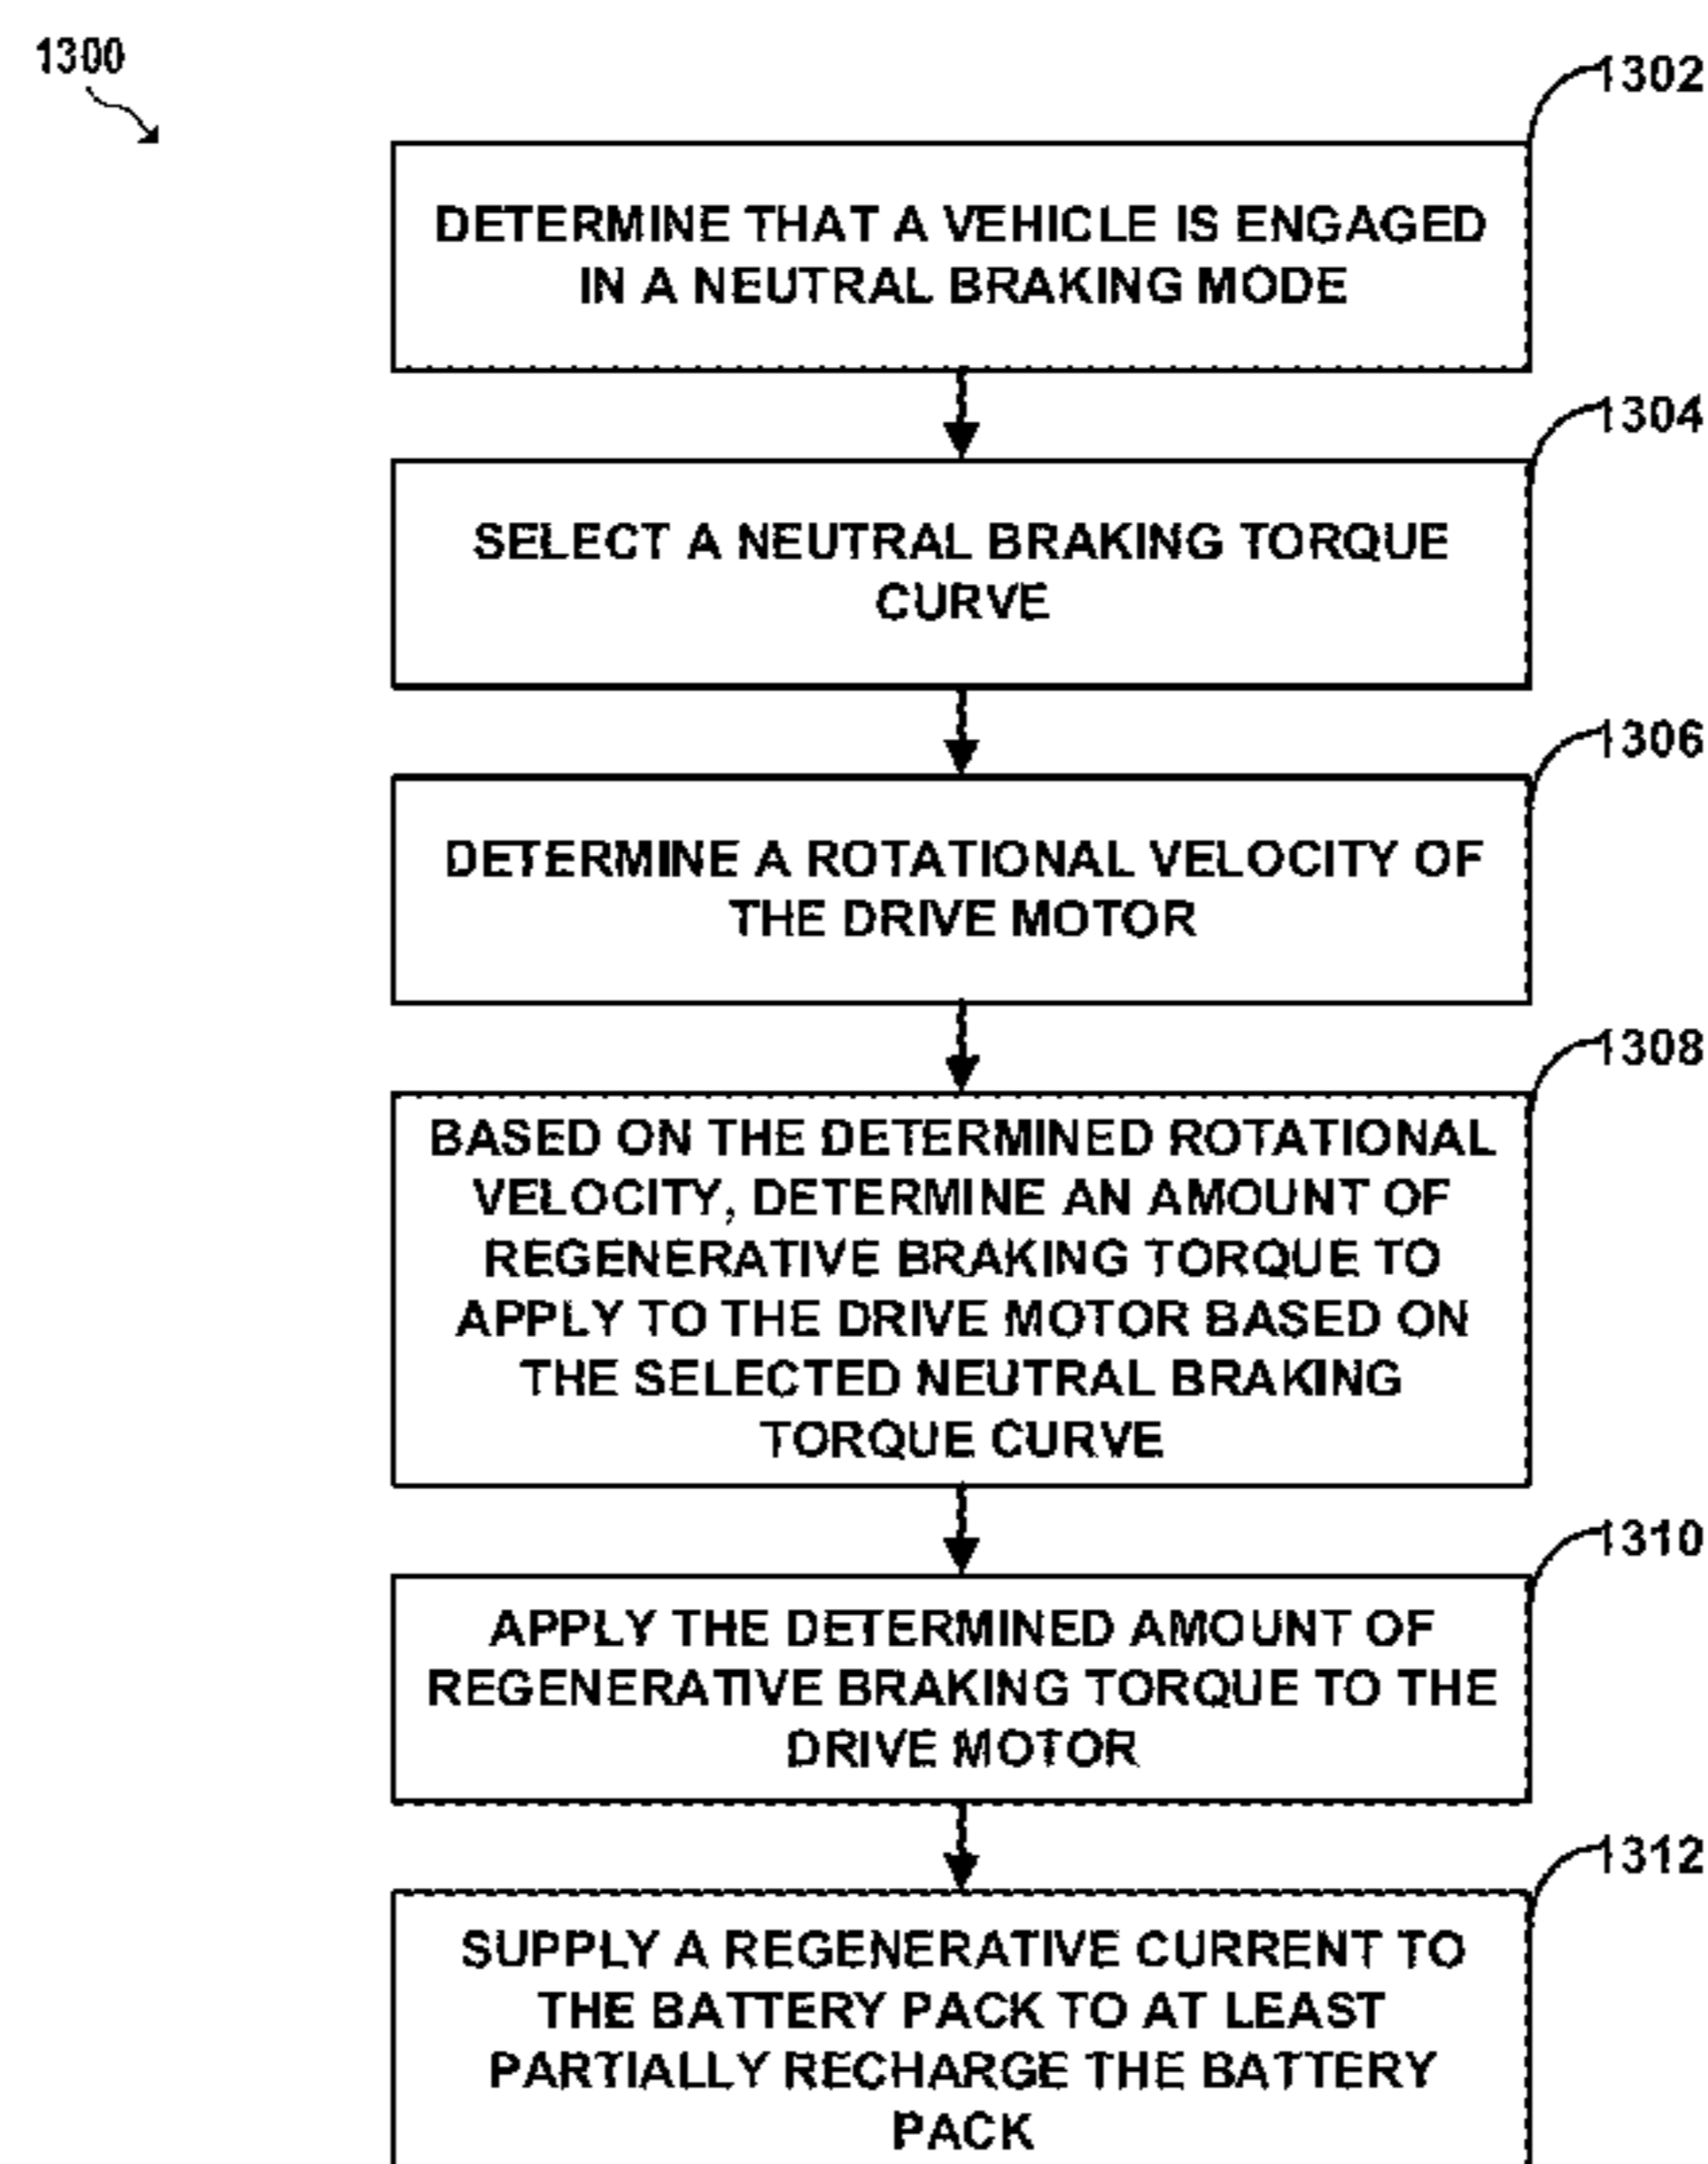 1300
1302
DETERMINE THAT A VEHICLE IS ENGAGED
IN A NEUTRAL BRAKING MODE
1304
SELECT A NEUTRAL BRAKING TORQUE
CURVE
1306
DETERMINE A ROTATIONAL VELOCITY OF
THE DRIVE MOTOR
1308
BASED ON THE DETERMINED ROTATIONAL
VELOCITY, DETERMINE AN AMOUNT OF
REGENERATIVE BRAKING TORQUE TO
APPLY TO THE DRIVE MOTOR BASED ON
THE SELECTED NEUTRAL BRAKING
TORQUE CURVE
1310
APPLY THE DETERMINED AMOUNT OF
REGENERATIVE BRAKING TORQUE TO THE
DRIVE MOTOR
1312
SUPPLY A REGENERATIVE CURRENT TO
THE BATTERY PACK TO AT LEAST
PARTIALLY RECHARGE THE BATTERY
PACK